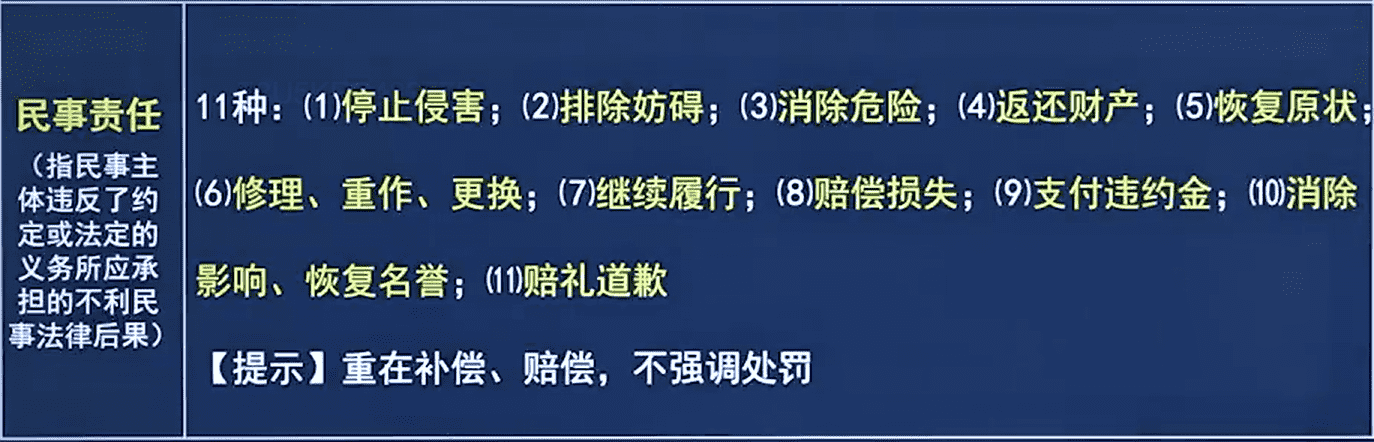 民事责任
（指民事主
体违反了约
定或法定的
义务所应承
担的不利民
事法律后果）
11种：⑴停止侵害；⑵排除妨碍；⑶消除危险；⑷返还财产；⑸恢复原状；
⑹修理、重作、更换；⑺继续履行；⑻赔偿损失；⑼支付违约金；⑽消除
影响、恢复名誉；⑾赔礼道歉
【提示】重在补偿、赔偿，不强调处罚